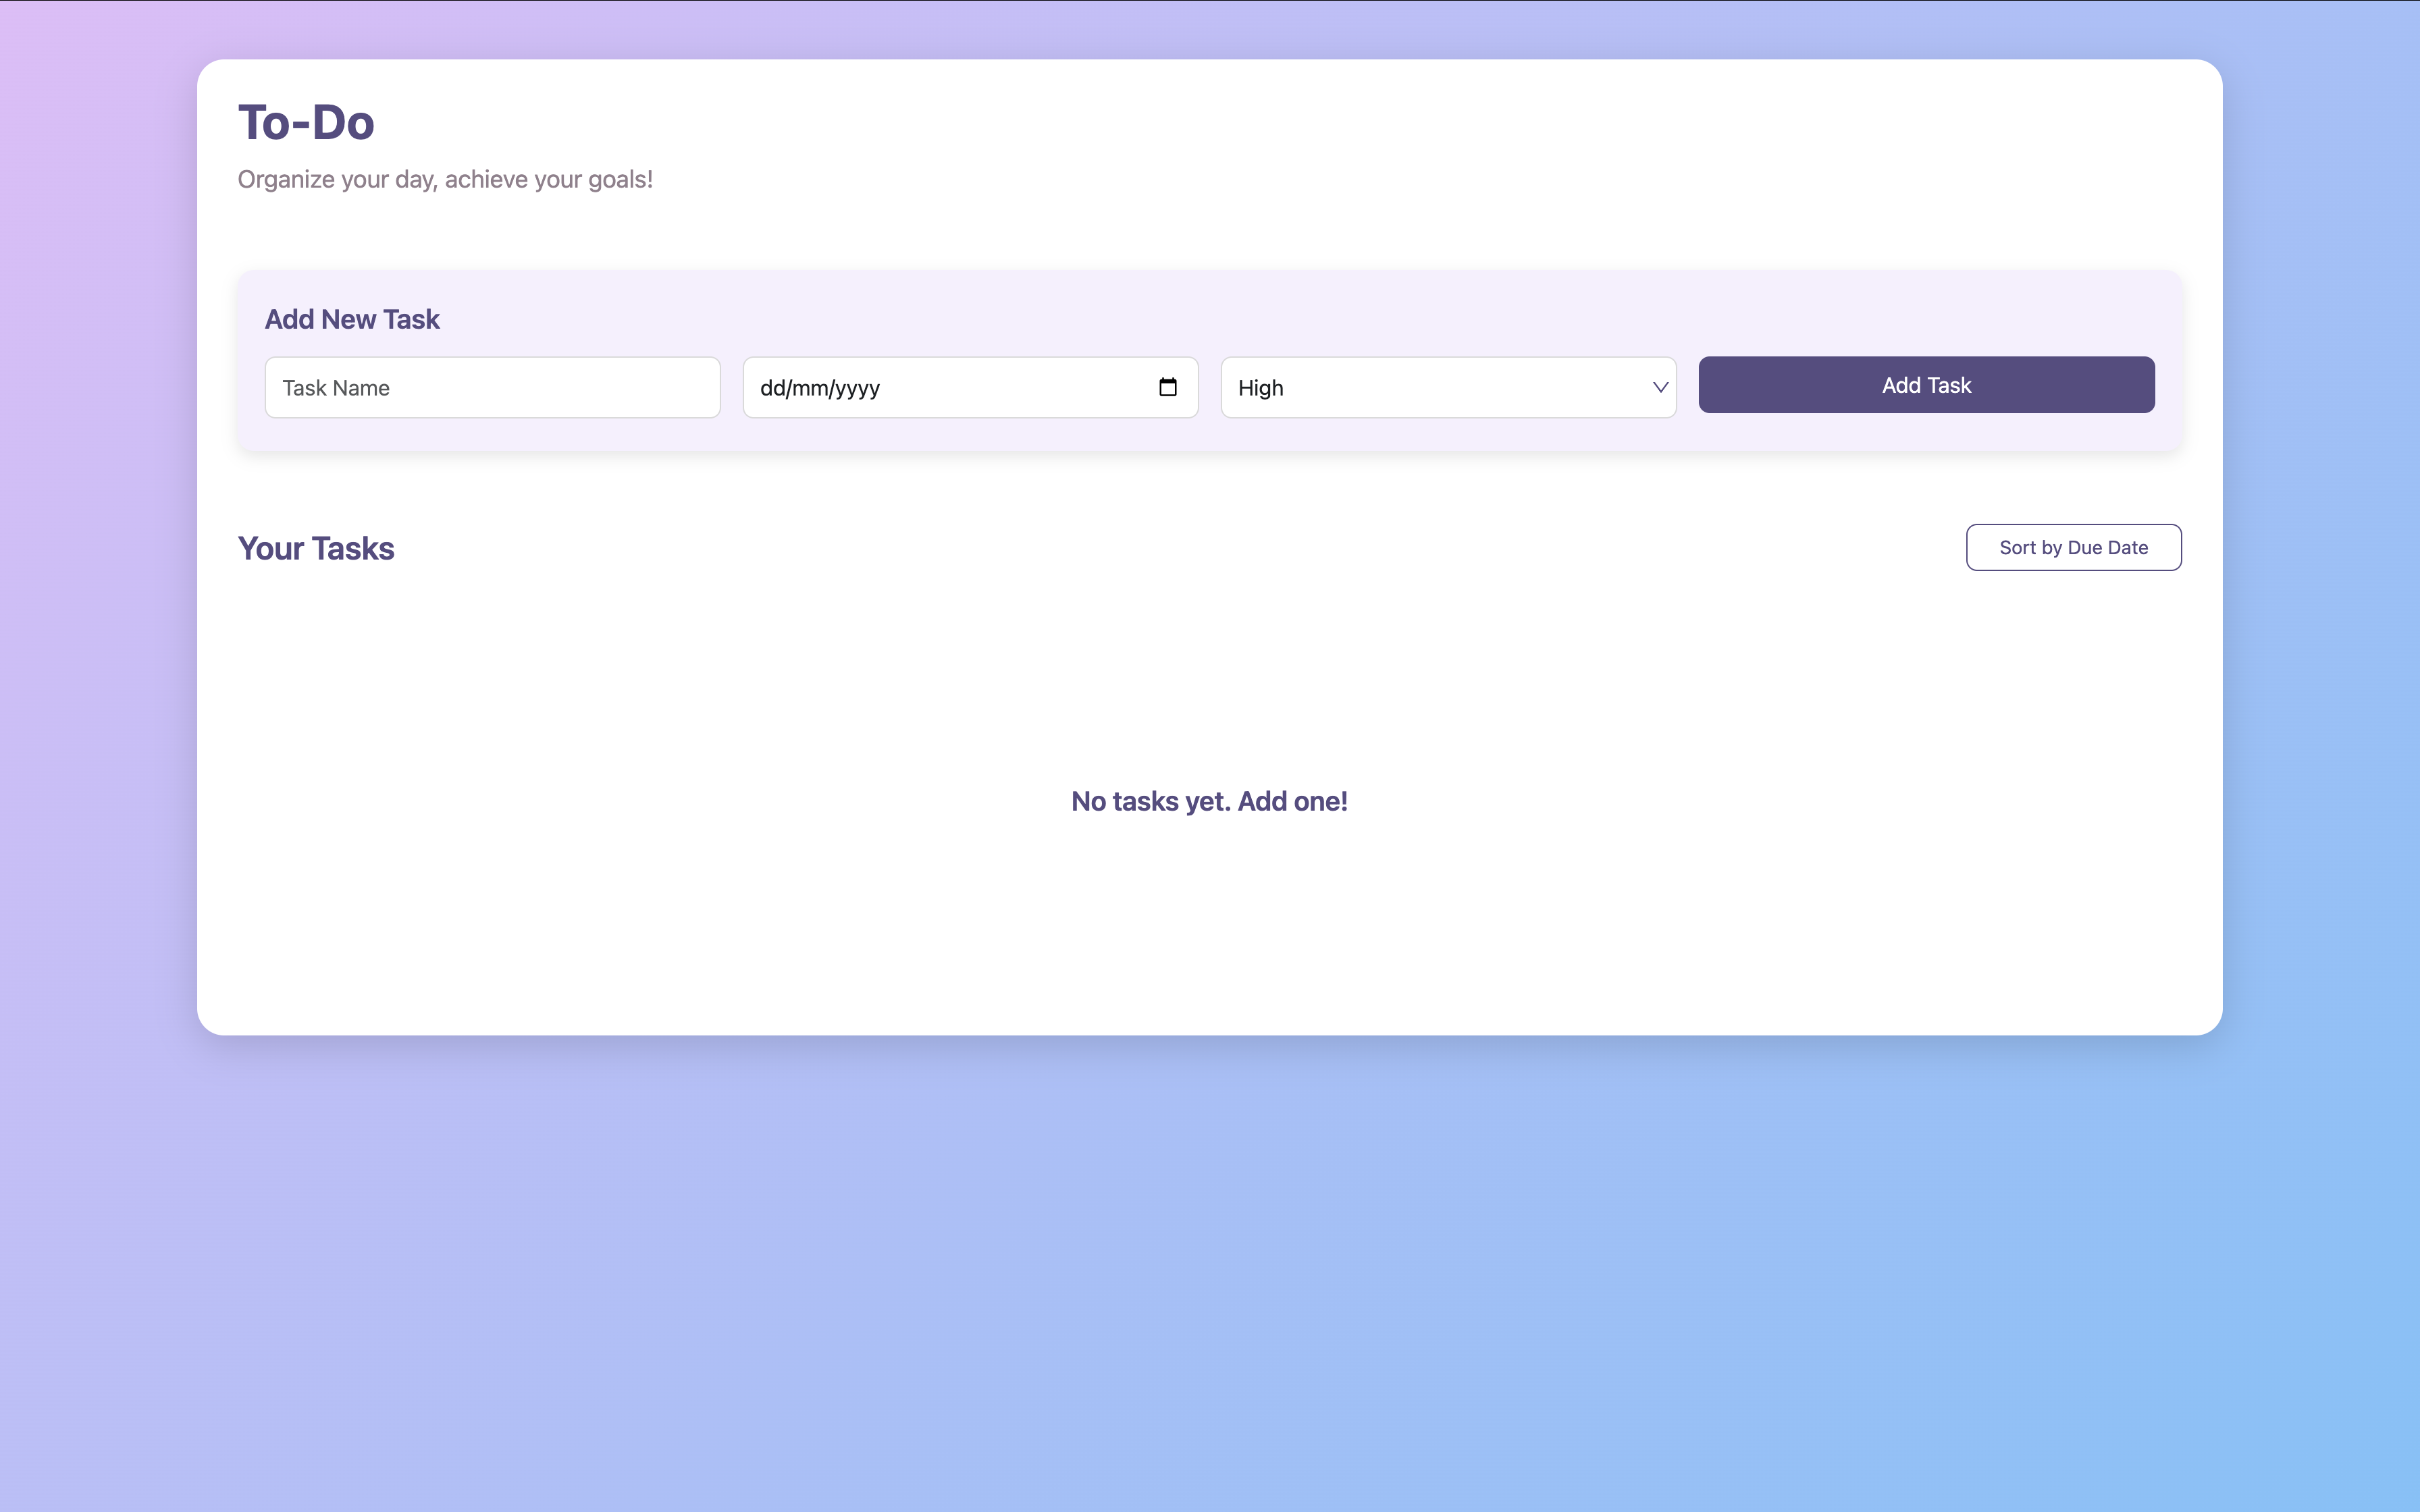 To-Do
Organize your day, achieve your goals!
Add New Task
Task Name dd/mm/yyyy High Add Task
Your Tasks Sort by Due Date
No tasks yet. Add one!